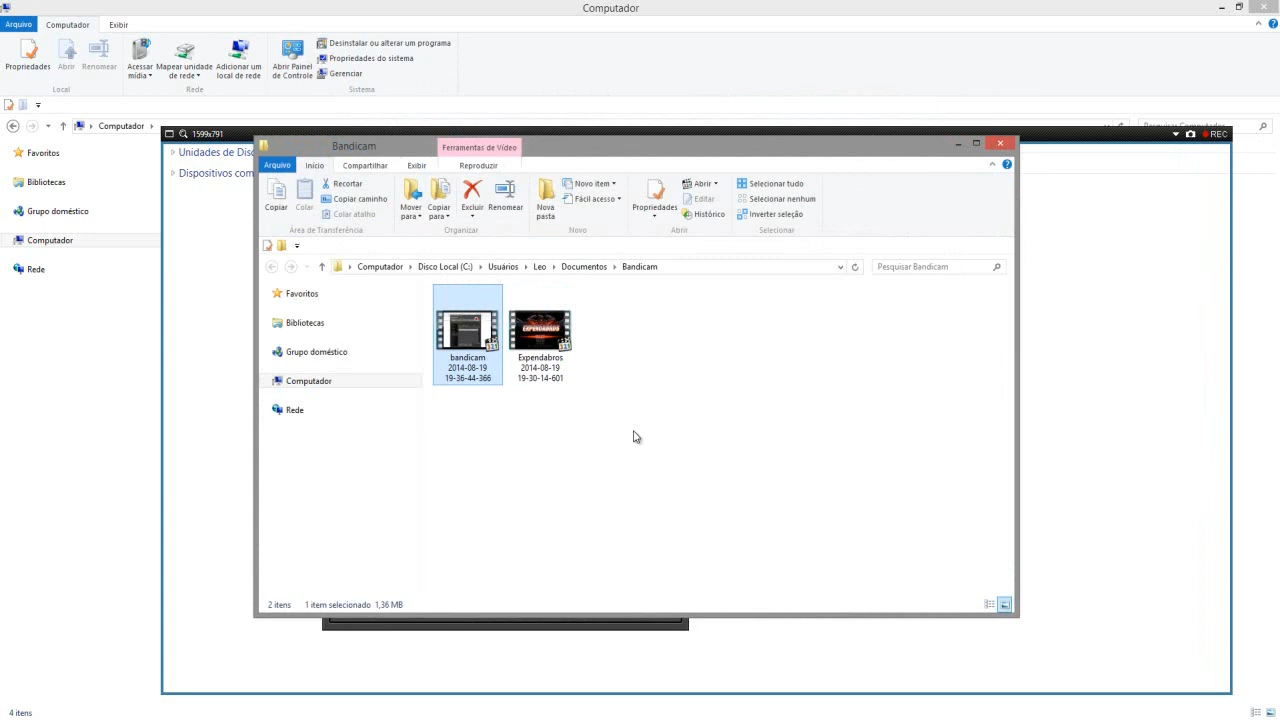 Computador
Arquivo Computador Exibir
Propriedades
Abrir
Renomear
Acessar mídia
Mapear unidade de rede
Adicionar um local de rede
Abrir Painel de Controle
Desinstalar ou alterar um programa
Propriedades do sistema
Gerenciar
Local Rede Sistema
Computador
Pesquisar Computador
1599x791
REC
Favoritos
Bibliotecas
Grupo doméstico
Computador
Rede
Unidades de Disc
Dispositivos com
Bandicam
Ferramentas de Vídeo
Arquivo Início Compartilhar Exibir Reproduzir
Copiar
Colar
Recortar
Copiar caminho
Colar atalho
Mover para
Copiar para
Excluir
Renomear
Nova pasta
Novo item
Fácil acesso
Propriedades
Abrir
Editar
Histórico
Selecionar tudo
Selecionar nenhum
Inverter seleção
Área de Transferência Organizar Novo Abrir Selecionar
Computador Disco Local (C:) Usuários Leo Documentos Bandicam
Pesquisar Bandicam
Favoritos
Bibliotecas
Grupo doméstico
Computador
Rede
bandicam
2014-08-19
19-36-44-366
EXPENDABROS
Expendabros
2014-08-19
19-30-14-601
2 itens 1 item selecionado 1,36 MB
4 itens